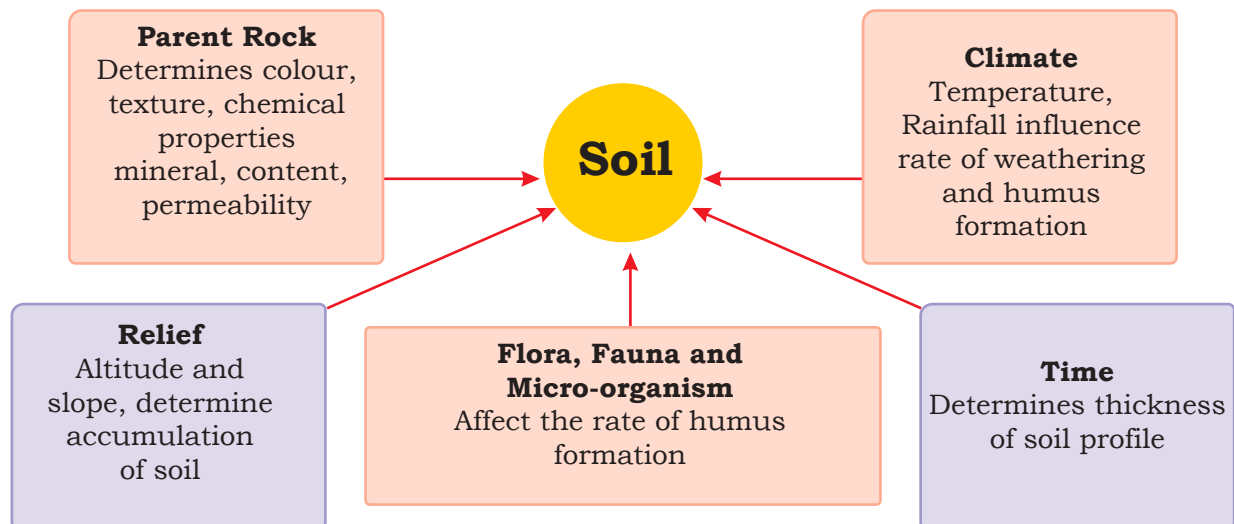 Parent Rock
Determines colour,
texture, chemical
properties
mineral, content,
permeability
Soil
Climate
Temperature,
Rainfall influence
rate of weathering
and humus
formation
Relief
Altitude and
slope, determine
accumulation
of soil
Flora, Fauna and
Micro-organism
Affect the rate of humus
formation
Time
Determines thickness
of soil profile